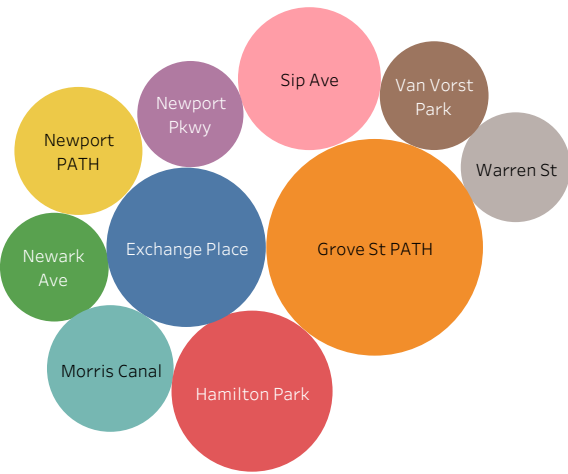 Sip Ave
Van Vorst
Park
Newport
Pkwy
Newport
PATH
Warren St
Exchange Place
Grove St PATH
Newark
Ave
Morris Canal
Hamilton Park